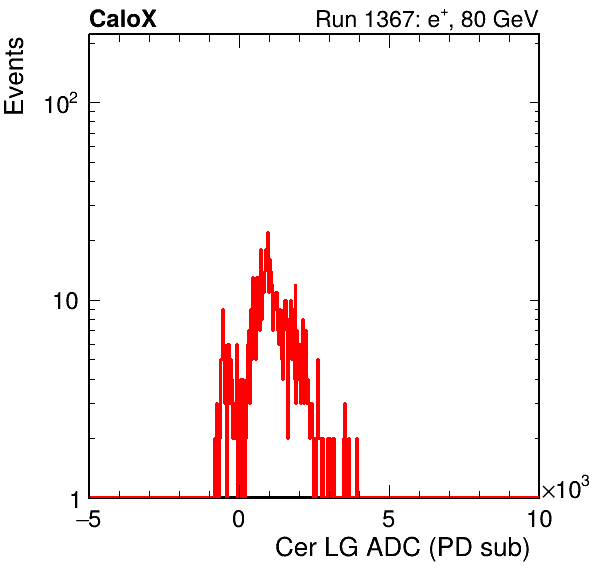 CaloX Run 1367: e⁺, 80 GeV
Events
10²
10
1
−5 0 5 10
×10³
Cer LG ADC (PD sub)